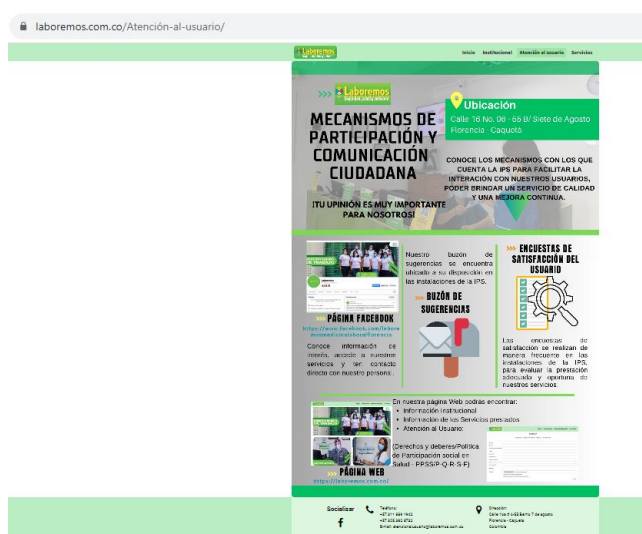 laboremos.com.co/Atención-al-usuario/
Laboremos
Inicio Institucional Atención al usuario Servicios
>>> Laboremos
Ubicación
Calle 16 No. 06 - 55 B/ Siete de Agosto
Florencia - Caquetá
MECANISMOS DE
PARTICIPACIÓN Y
COMUNICACIÓN
CIUDADANA
CONOCE LOS MECANISMOS CON LOS QUE
CUENTA LA IPS PARA FACILITAR LA
INTERACIÓN CON NUESTROS USUARIOS,
PODER BRINDAR UN SERVICIO DE CALIDAD
Y UNA MEJORA CONTINUA.
¡TU UPINIÓN ES MUY IMPORTANTE
PARA NOSOTROS!
>>> PÁGINA FACEBOOK
Conoce información de
interés, accede a nuestros
servicios y ten contacto
directo con nuestro personal.
Nuestro buzón de
sugerencias se encuentra
ubicado a su disposición en
las instalaciones de la IPS.
>>> BUZÓN DE
SUGERENCIAS
>>> ENCUESTAS DE
SATISFACCIÓN DEL
USUARIO
Las encuestas de
satisfacción se realizan de
manera frecuente en las
instalaciones de la IPS,
para evaluar la prestación
adecuada y oportuna de
nuestros servicios.
>>> PÁGINA WEB
https://laboremos.com.co/
En nuestra página Web podrás encontrar:
• Información Institucional
• Información de los Servicios prestados
• Atención al Usuario:
(Derechos y deberes/Política
de Participación social en
Salud - PPSS/P-Q-R-S-F)
Socializar
Teléfono:
Dirección:
Florencia - Caqueta
Colombia